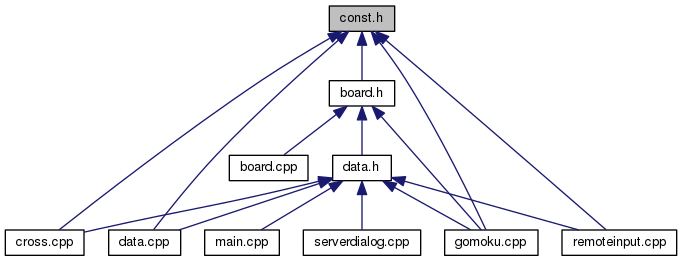 const.h
board.h
board.cpp
data.h
cross.cpp
data.cpp
main.cpp
serverdialog.cpp
gomoku.cpp
remoteinput.cpp